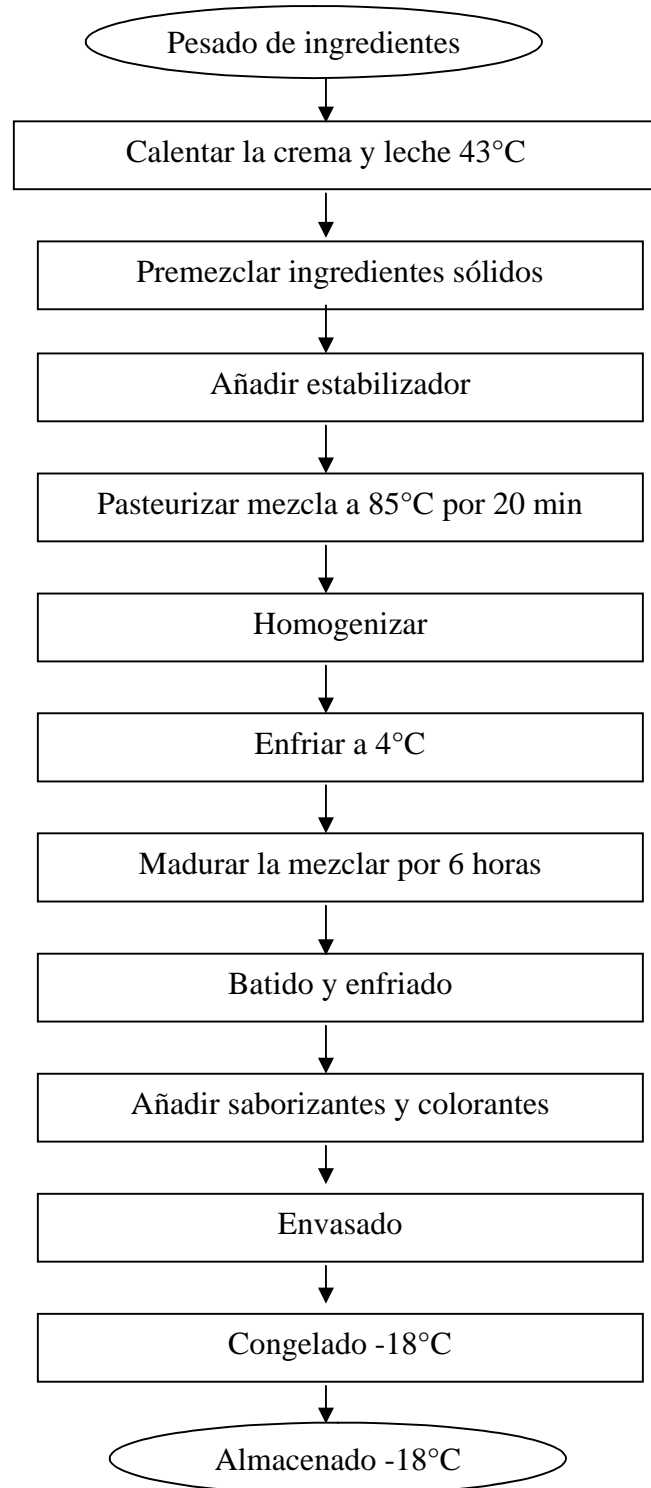 Pesado de ingredientes
Calentar la crema y leche 43°C
Premezclar ingredientes sólidos
Añadir estabilizador
Pasteurizar mezcla a 85°C por 20 min
Homogenizar
Enfriar a 4°C
Madurar la mezclar por 6 horas
Batido y enfriado
Añadir saborizantes y colorantes
Envasado
Congelado -18°C
Almacenado -18°C